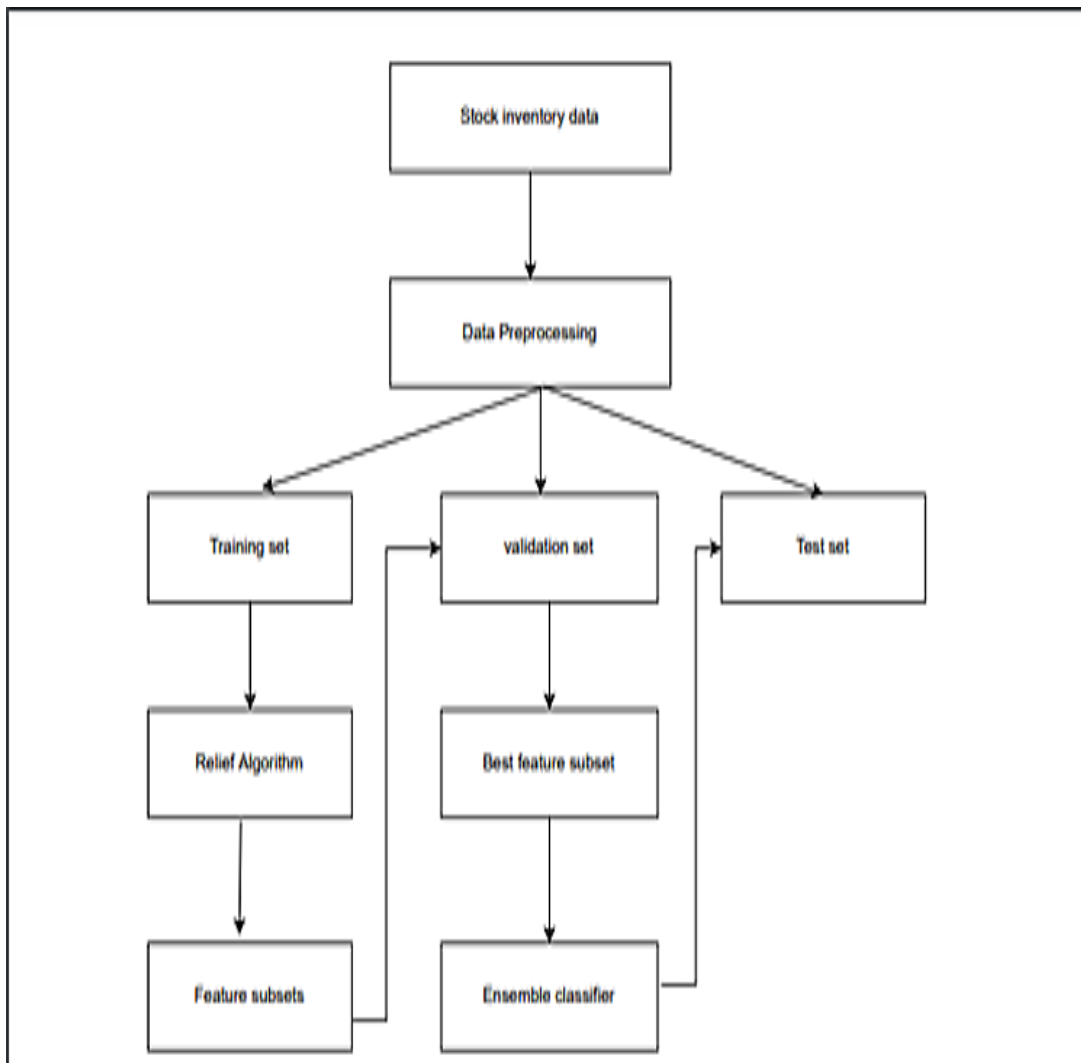 Stock inventory data
Data Preprocessing
Training set
validation set
Test set
Relief Algorithm
Best feature subset
Feature subsets
Ensemble classifier